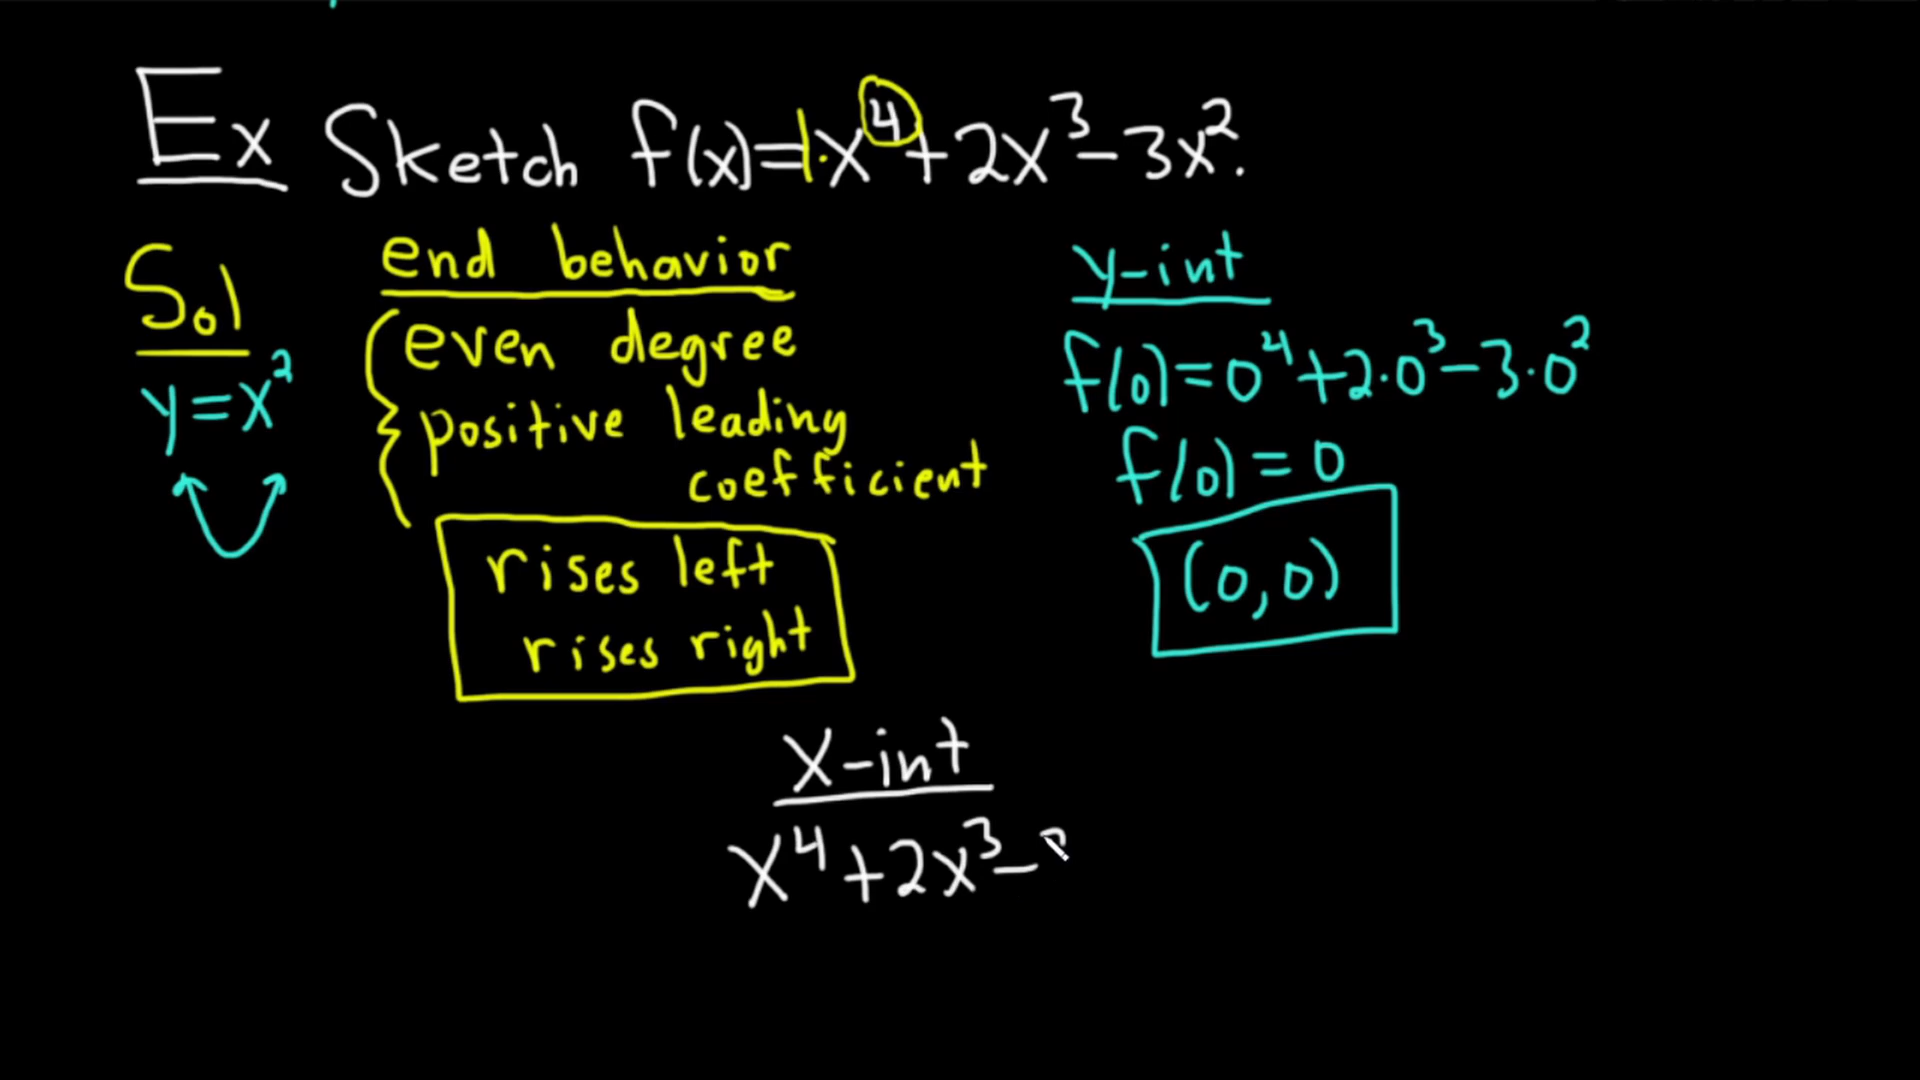 Ex Sketch f(x)=1·x⁴+2x³-3x².
Sol
y=x²
end behavior
even degree
positive leading
coefficient
rises left
rises right
y-int
f(0)=0⁴+2·0³-3·0²
f(0)=0
(0,0)
x-int
x⁴+2x³-